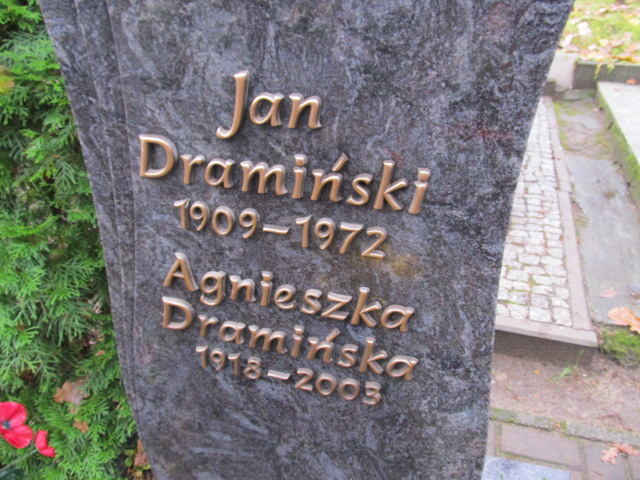 Jan
Dramiński
1909-1972
Agnieszka
Dramińska
1918-2003